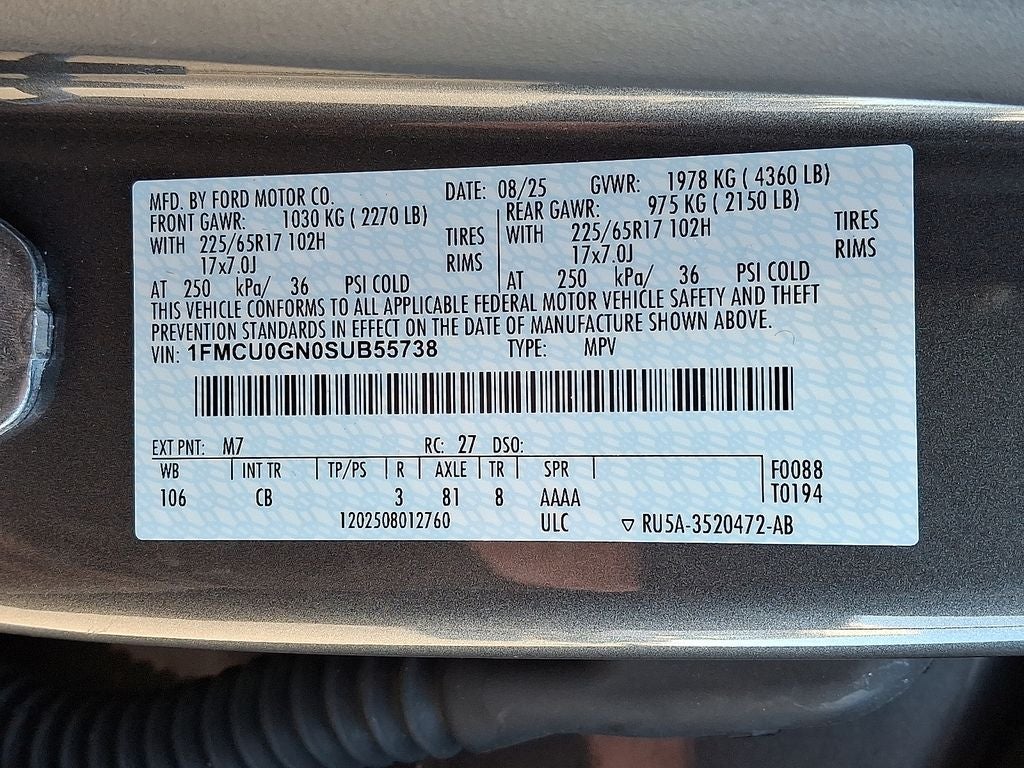 MFD. BY FORD MOTOR CO. DATE: 08/25 GVWR: 1978 KG ( 4360 LB)
FRONT GAWR: 1030 KG ( 2270 LB) REAR GAWR: 975 KG ( 2150 LB)
WITH 225/65R17 102H TIRES WITH 225/65R17 102H TIRES
17x7.0J RIMS 17x7.0J RIMS
AT 250 kPa/ 36 PSI COLD AT 250 kPa/ 36 PSI COLD
THIS VEHICLE CONFORMS TO ALL APPLICABLE FEDERAL MOTOR VEHICLE SAFETY AND THEFT
PREVENTION STANDARDS IN EFFECT ON THE DATE OF MANUFACTURE SHOWN ABOVE.
VIN: 1FMCU0GN0SUB55738 TYPE: MPV
EXT PNT: M7 RC: 27 DSO:
WB INT TR TP/PS R AXLE TR SPR F0088
106 CB 3 81 8 AAAA T0194
1202508012760 ULC ▽ RU5A-3520472-AB